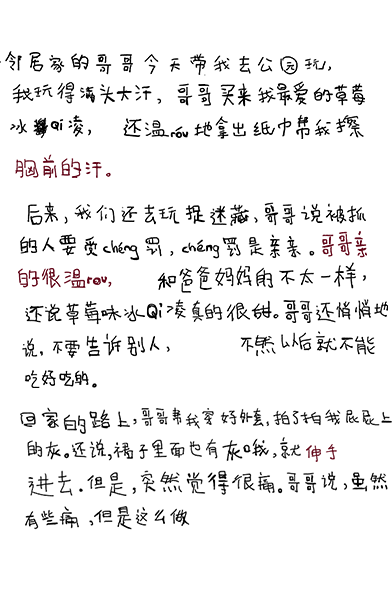 邻居家的哥哥今天带我去公园玩,
我玩得满头大汗，哥哥买来我最爱的草莓
冰Qi凌， 还温róu地拿出纸巾帮我擦
胸前的汗。
后来,我们还去玩捉迷藏,哥哥说被抓
的人要受chéng罚,chéng罚是亲亲。哥哥亲
的很温rou, 和爸爸妈妈的不太一样,
还说草莓味冰Qi凌真的很甜。哥哥还悄悄地
说,不要告诉别人, 不然以后就不能
吃好吃的。
回家的路上,哥哥帮我穿好外套,拍了拍我屁屁上
的灰。还说,裙子里面也有灰哦,就伸手
进去.但是,突然觉得很痛。哥哥说,虽然
有些痛,但是这么做